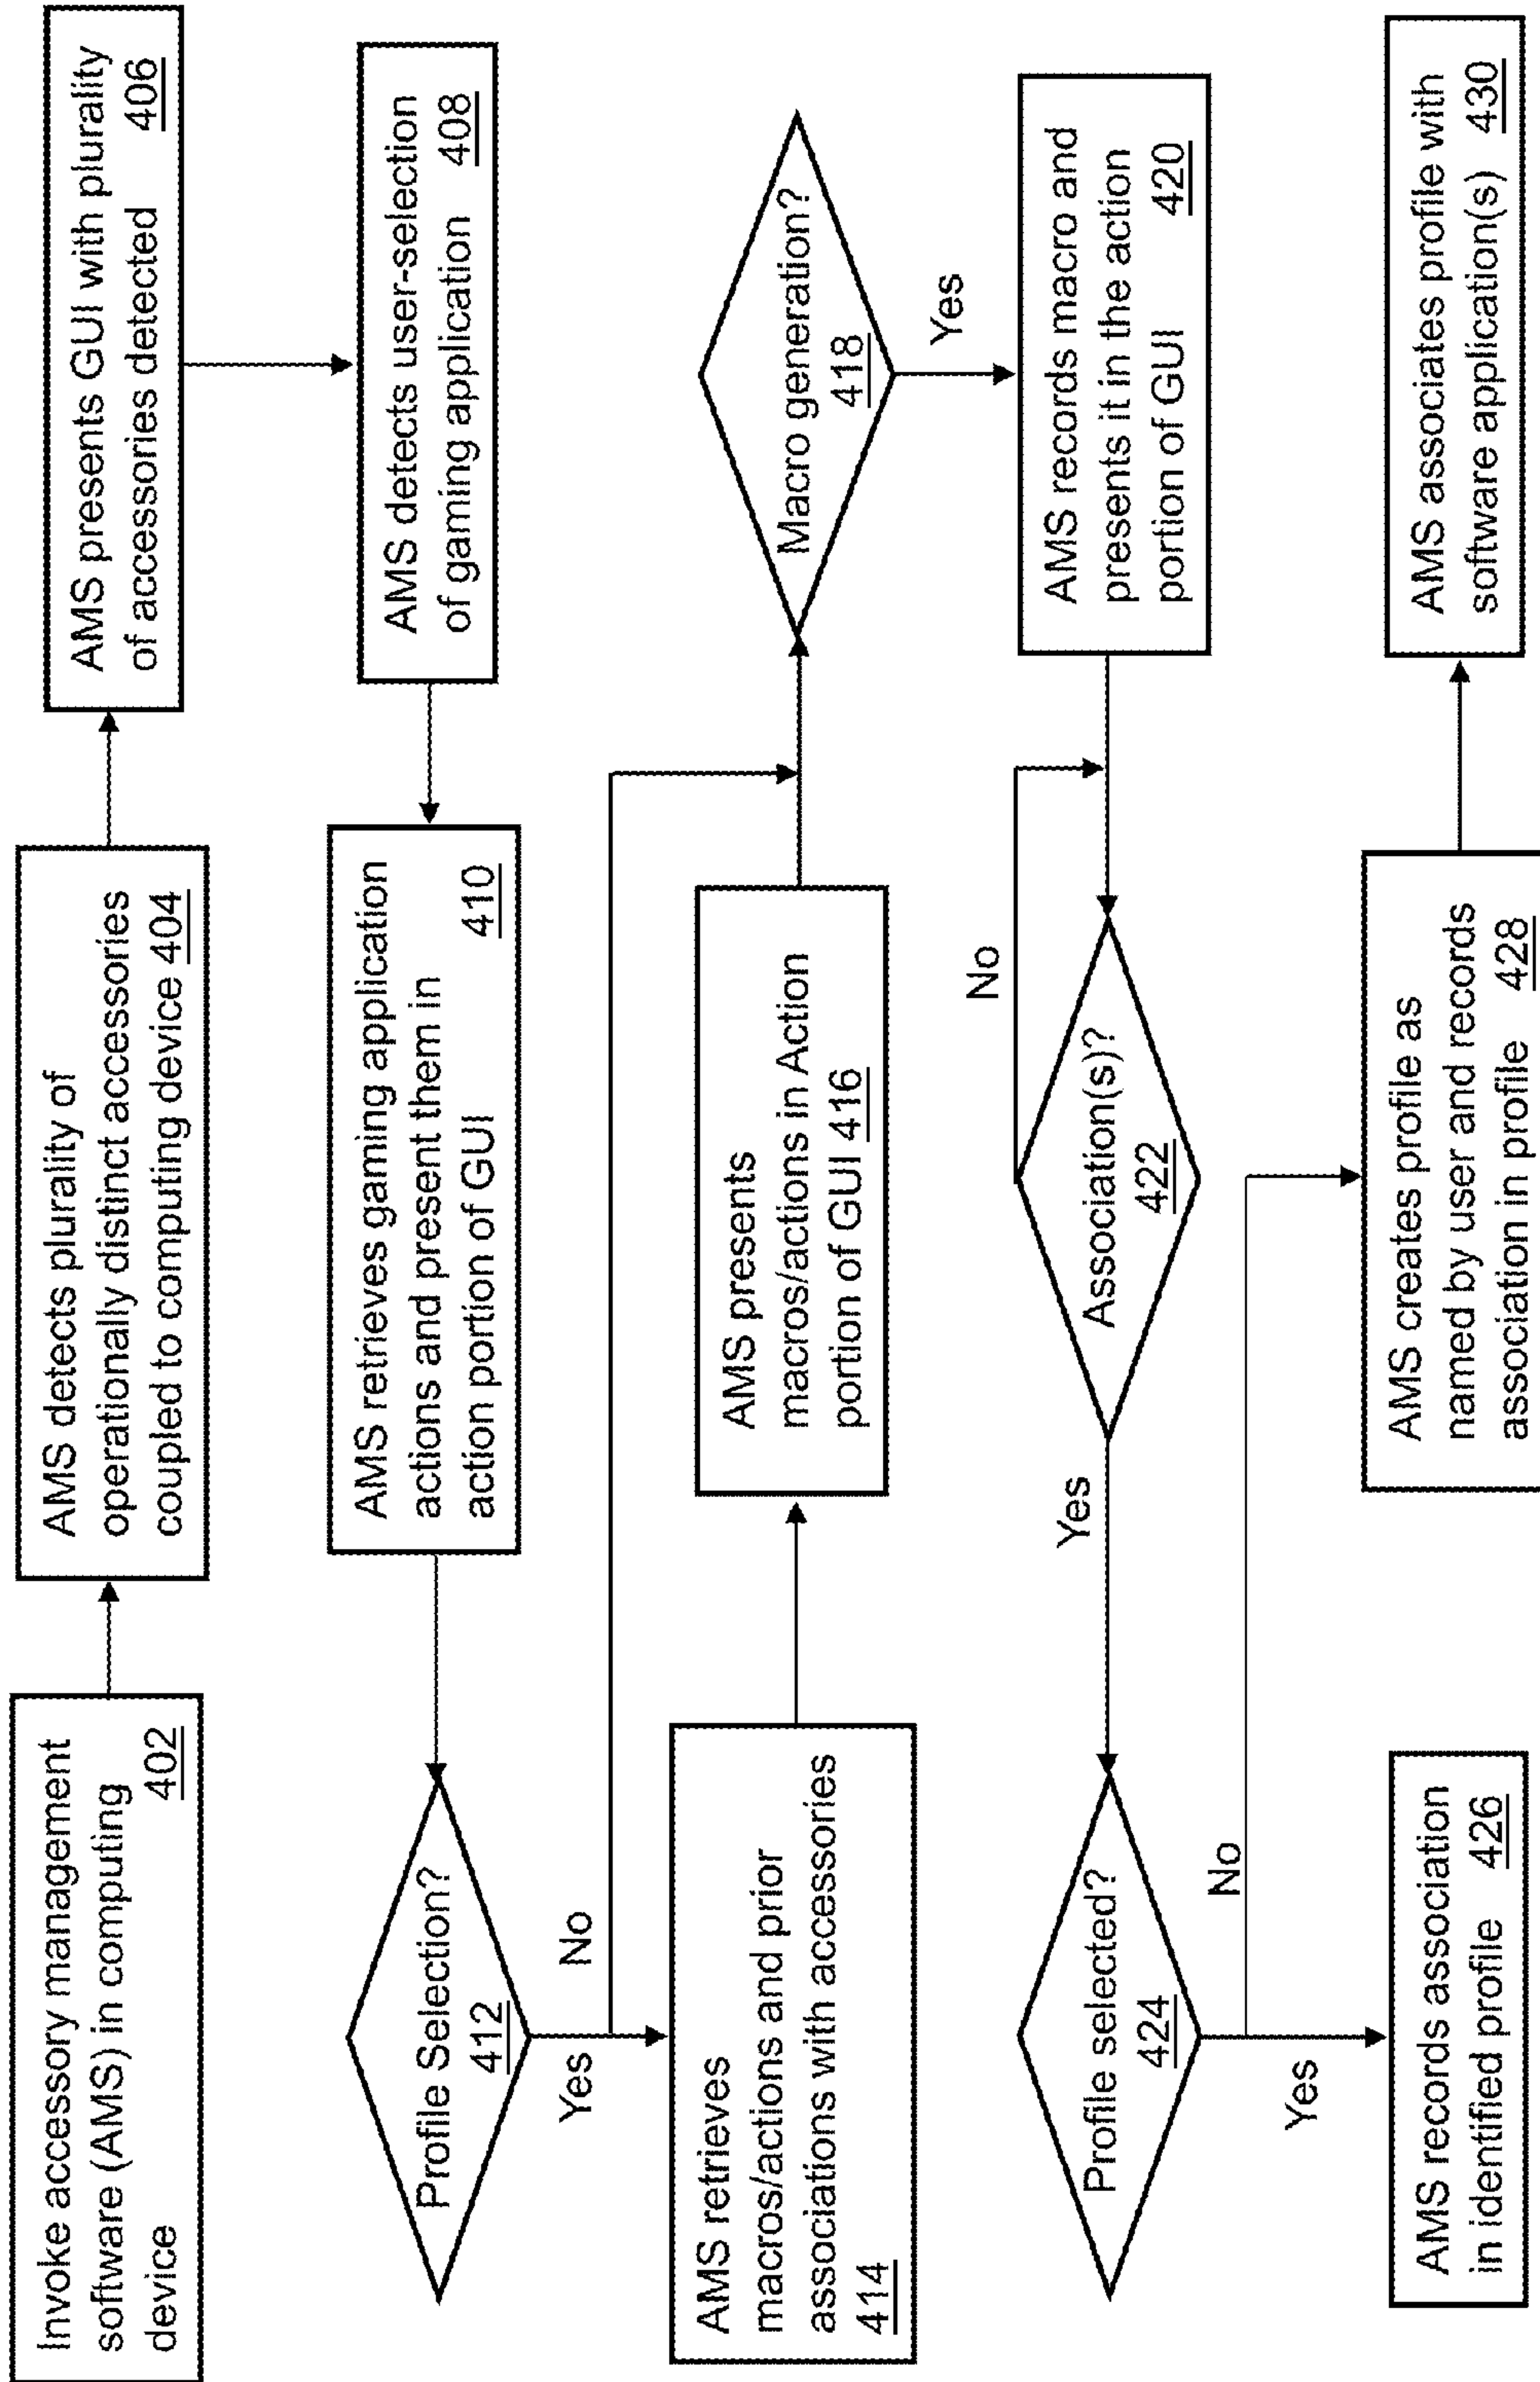 Invoke accessory management
software (AMS) in computing
device 402
AMS detects plurality of
operationally distinct accessories
coupled to computing device 404
AMS presents GUI with plurality
of accessories detected 406
AMS detects user-selection
of gaming application 408
AMS retrieves gaming application
actions and present them in
action portion of GUI 410
Profile Selection?
412
Yes
No
AMS retrieves
macros/actions and prior
associations with accessories
414
AMS presents
macros/actions in Action
portion of GUI 416
Macro generation?
418
Yes
AMS records macro and
presents it in the action
portion of GUI 420
Association(s)?
422
No
Yes
Profile selected?
424
No
Yes
AMS records association
in identified profile 426
AMS creates profile as
named by user and records
association in profile 428
AMS associates profile with
software application(s) 430